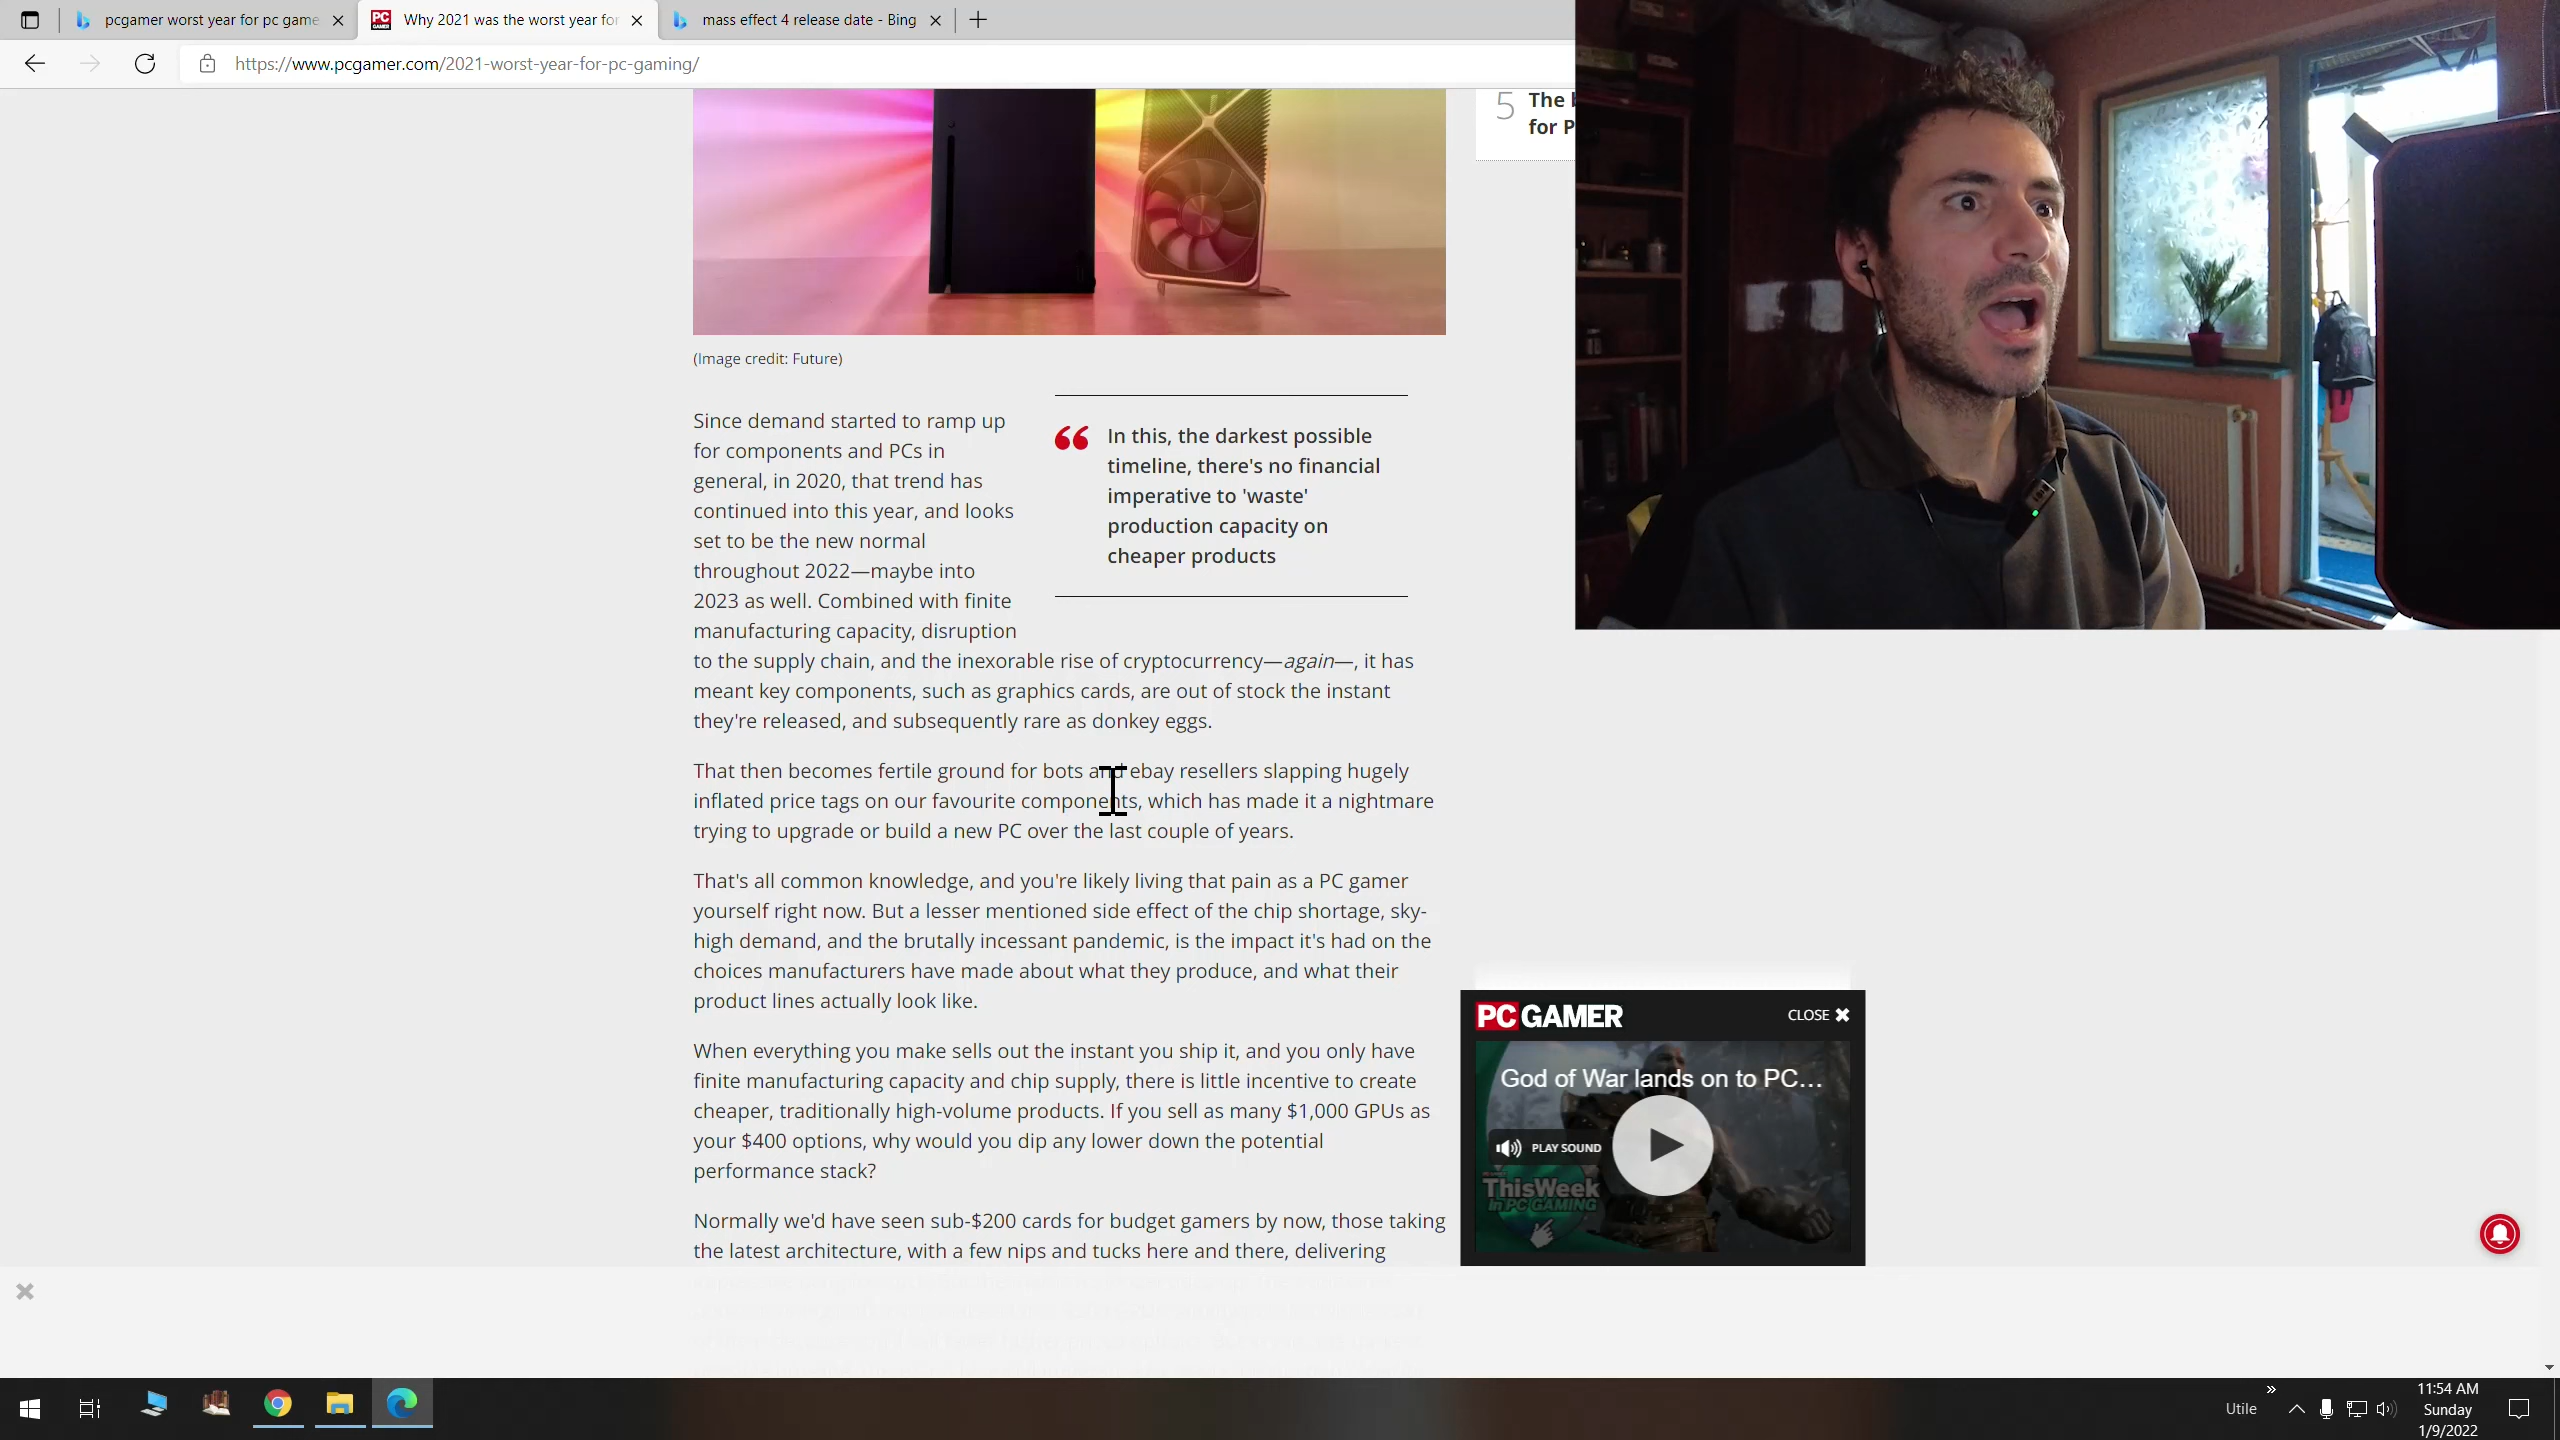 pcgamer worst year for pc game
Why 2021 was the worst year for
mass effect 4 release date - Bing
https://www.pcgamer.com/2021-worst-year-for-pc-gaming/
5
The
for P
(Image credit: Future)
Since demand started to ramp up
for components and PCs in
general, in 2020, that trend has
continued into this year, and looks
set to be the new normal
throughout 2022—maybe into
2023 as well. Combined with finite
manufacturing capacity, disruption
to the supply chain, and the inexorable rise of cryptocurrency—again—, it has
meant key components, such as graphics cards, are out of stock the instant
they're released, and subsequently rare as donkey eggs.
“ In this, the darkest possible
timeline, there's no financial
imperative to 'waste'
production capacity on
cheaper products
That then becomes fertile ground for bots and ebay resellers slapping hugely
inflated price tags on our favourite components, which has made it a nightmare
trying to upgrade or build a new PC over the last couple of years.
That's all common knowledge, and you're likely living that pain as a PC gamer
yourself right now. But a lesser mentioned side effect of the chip shortage, sky-
high demand, and the brutally incessant pandemic, is the impact it's had on the
choices manufacturers have made about what they produce, and what their
product lines actually look like.
When everything you make sells out the instant you ship it, and you only have
finite manufacturing capacity and chip supply, there is little incentive to create
cheaper, traditionally high-volume products. If you sell as many $1,000 GPUs as
your $400 options, why would you dip any lower down the potential
performance stack?
Normally we'd have seen sub-$200 cards for budget gamers by now, those taking
the latest architecture, with a few nips and tucks here and there, delivering
PC GAMER
CLOSE
God of War lands on to PC...
PLAY SOUND
ThisWeek
In PC GAMING
Utile
11:54 AM
Sunday
1/9/2022